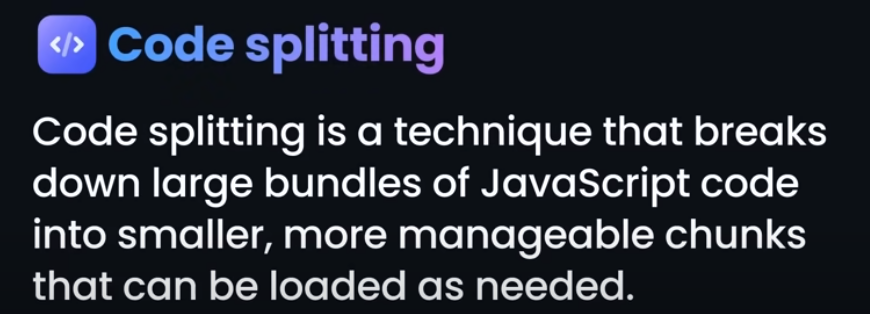 </> Code splitting
Code splitting is a technique that breaks
down large bundles of JavaScript code
into smaller, more manageable chunks
that can be loaded as needed.